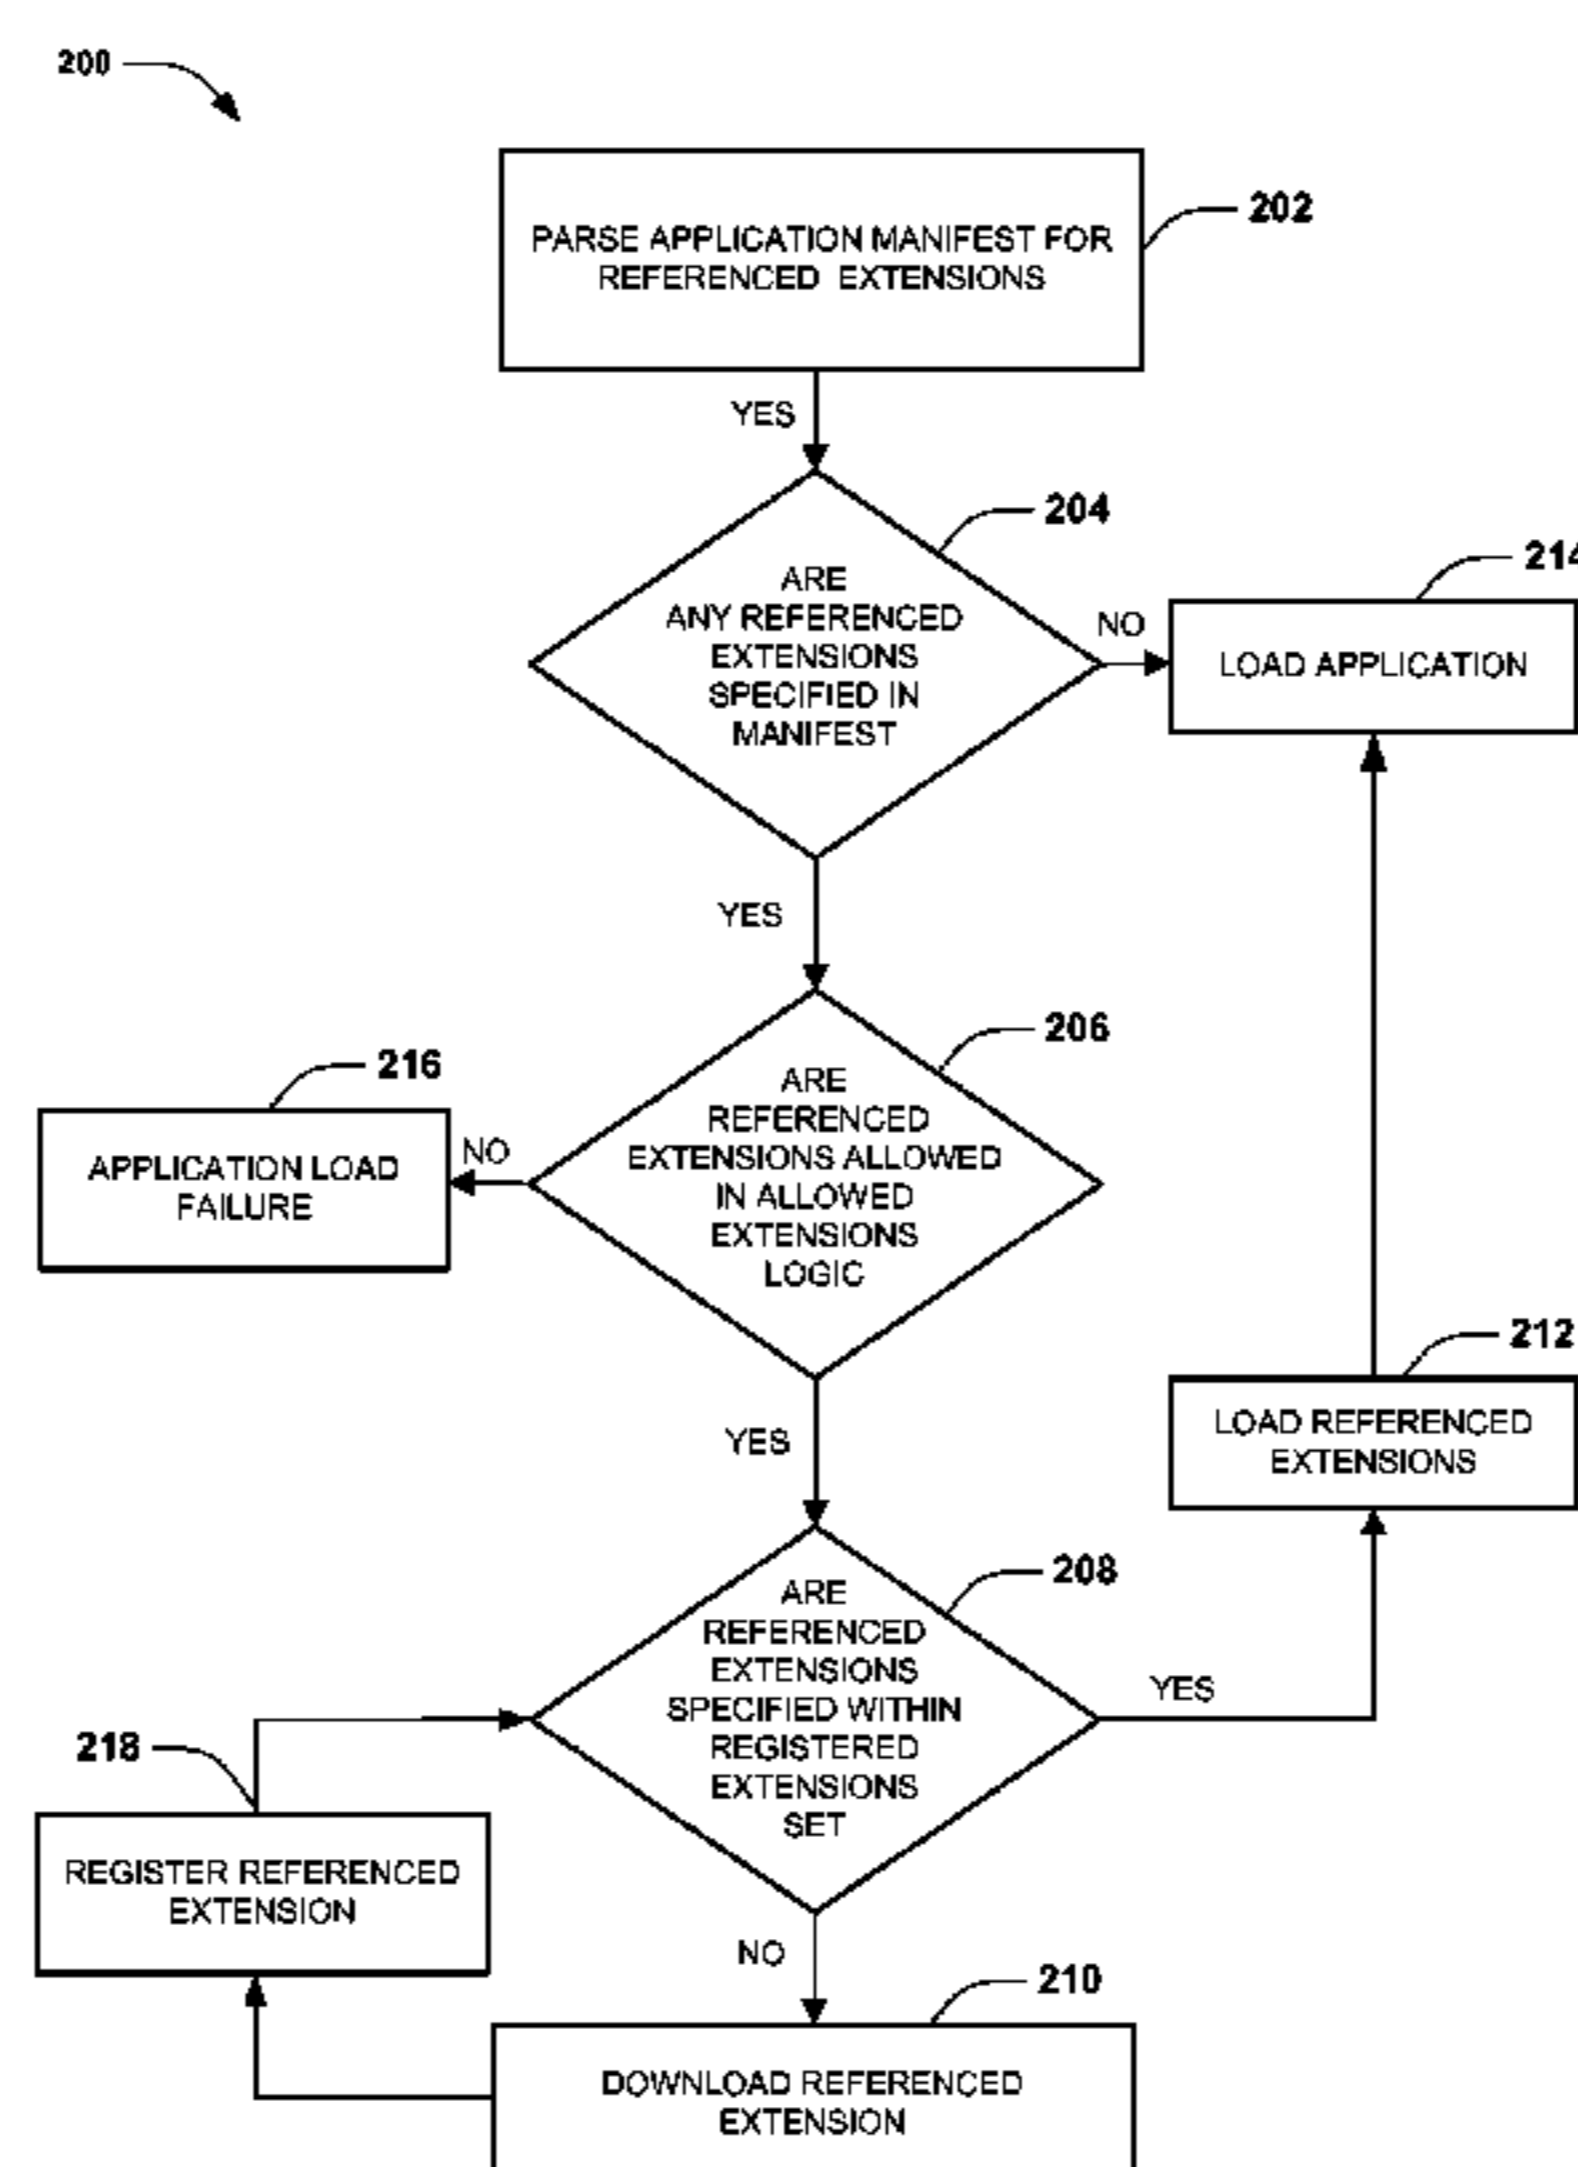 200
202
PARSE APPLICATION MANIFEST FOR
REFERENCED EXTENSIONS
YES
204
ARE
ANY REFERENCED
EXTENSIONS
SPECIFIED IN
MANIFEST
NO
214
LOAD APPLICATION
YES
206
ARE
REFERENCED
EXTENSIONS ALLOWED
IN ALLOWED
EXTENSIONS
LOGIC
216
NO
APPLICATION LOAD
FAILURE
212
LOAD REFERENCED
EXTENSIONS
YES
208
ARE
REFERENCED
EXTENSIONS
SPECIFIED WITHIN
REGISTERED
EXTENSIONS
SET
YES
218
REGISTER REFERENCED
EXTENSION
NO
210
DOWNLOAD REFERENCED
EXTENSION